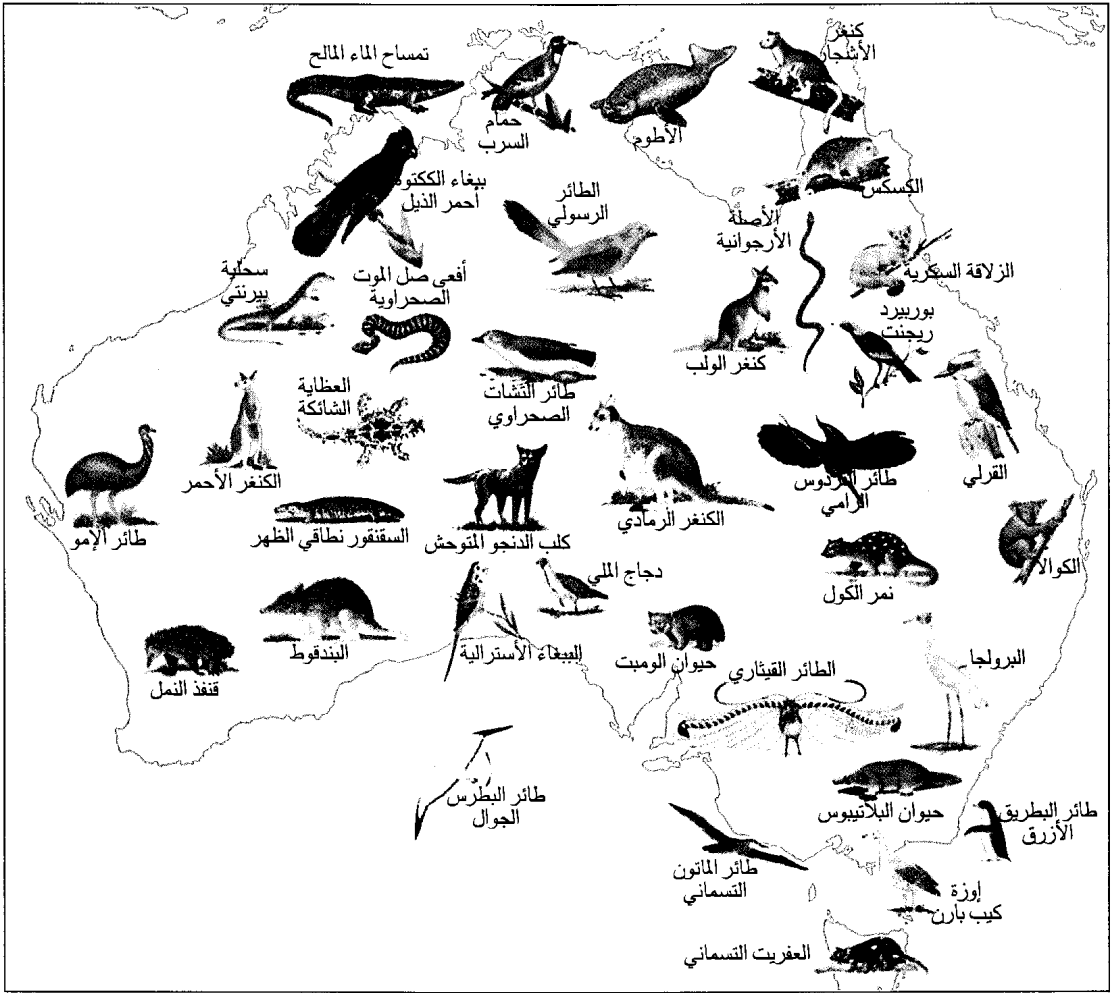 كنغر
الأشجار
تمساح الماء المالح
حمام
السرب
الأطوم
ببغاء الككتوه
أحمر الذيل
الطائر
الرسولي
الكسكس
الأصلة
الأرجوانية
سحلية
بيرنتي
أفعى صل الموت
الصحراوية
الزلاقة السكرية
بوربيرد
ريجنت
كنغر الولب
العظاية
الشائكة
طائر التشات
الصحراوي
الكنغر الأحمر
القرلي
طائر الفردوس
الرامي
الكنغر الرمادي
طائر الإمو
السقنقور نطاقي الظهر
كلب الدنجو المتوحش
الكوالا
دجاج الملي
نمر الكول
البندقوط
الببغاء الأسترالية
حيوان الومبت
البرولجا
قنفذ النمل
الطائر القيثاري
طائر البطرس
الجوال
حيوان البلاتيبوس
طائر البطريق
الأزرق
طائر الماتون
التسماني
إوزة
كيب بارن
العفريت التسماني